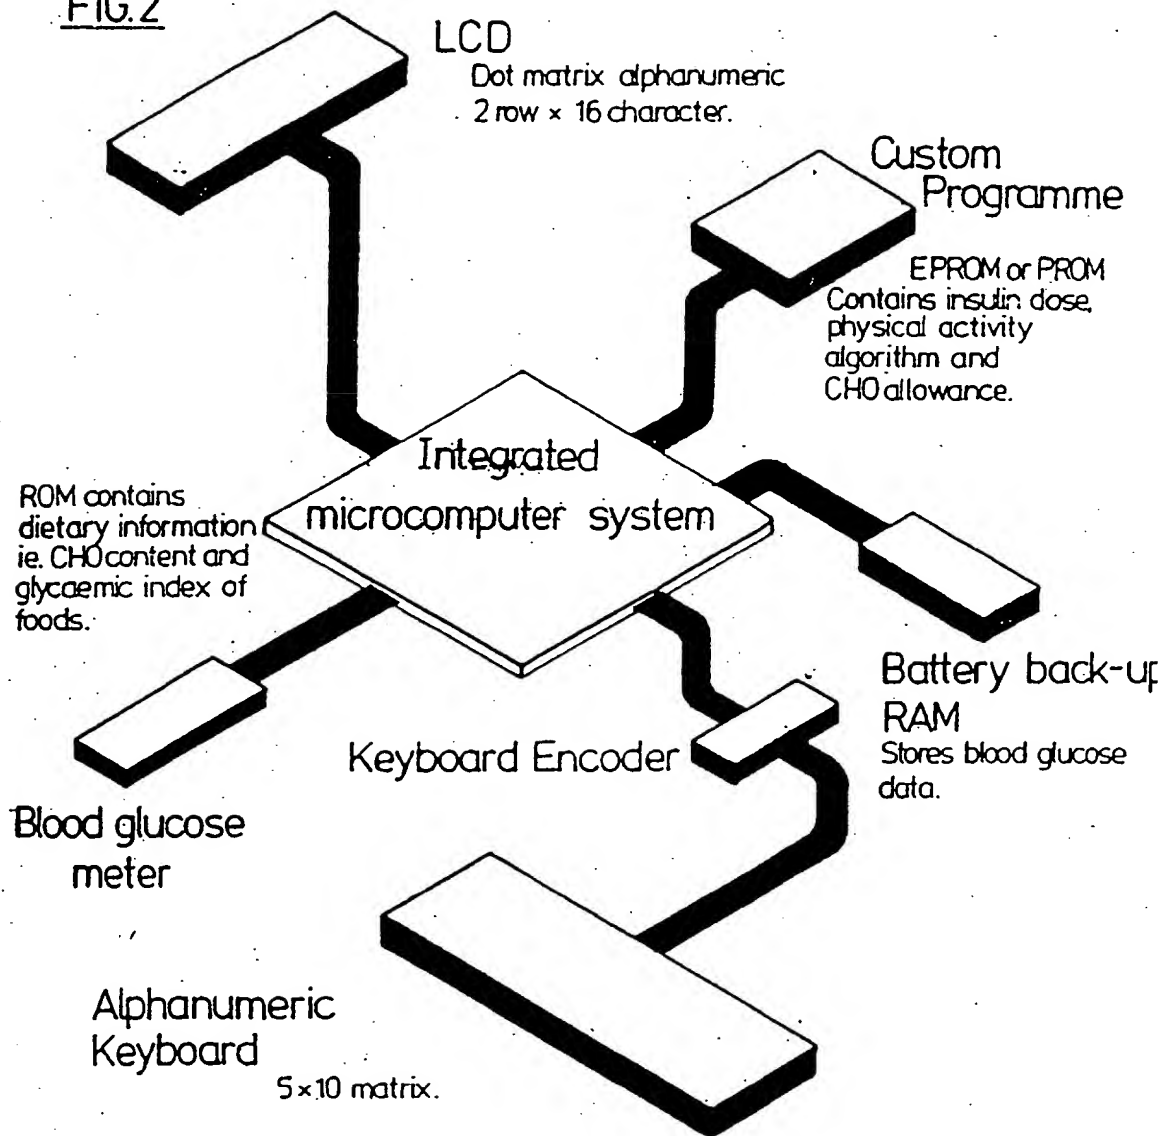 FIG. 2
LCD
Dot matrix alphanumeric
2 row × 16 character.
Custom
Programme
EPROM or PROM
Contains insulin dose,
physical activity
algorithm and
CHO allowance.
Integrated
microcomputer system
ROM contains
dietary information
ie. CHO content and
glycaemic index of
foods.
Battery back-up
RAM
Stores blood glucose
data.
Keyboard Encoder
Blood glucose
meter
Alphanumeric
Keyboard
5×10 matrix.